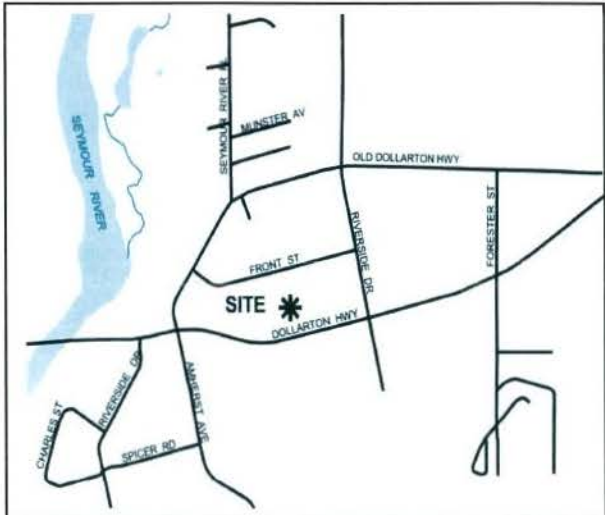 SEYMOUR RIVER PL
MUNSTER AV
SEYMOUR RIVER
OLD DOLLARTON HWY
RIVERSIDE DR
FORESTER ST
FRONT ST
SITE
DOLLARTON HWY
RIVERSIDE DR
AMHERST AVE
CHARLES ST
SPICER RD